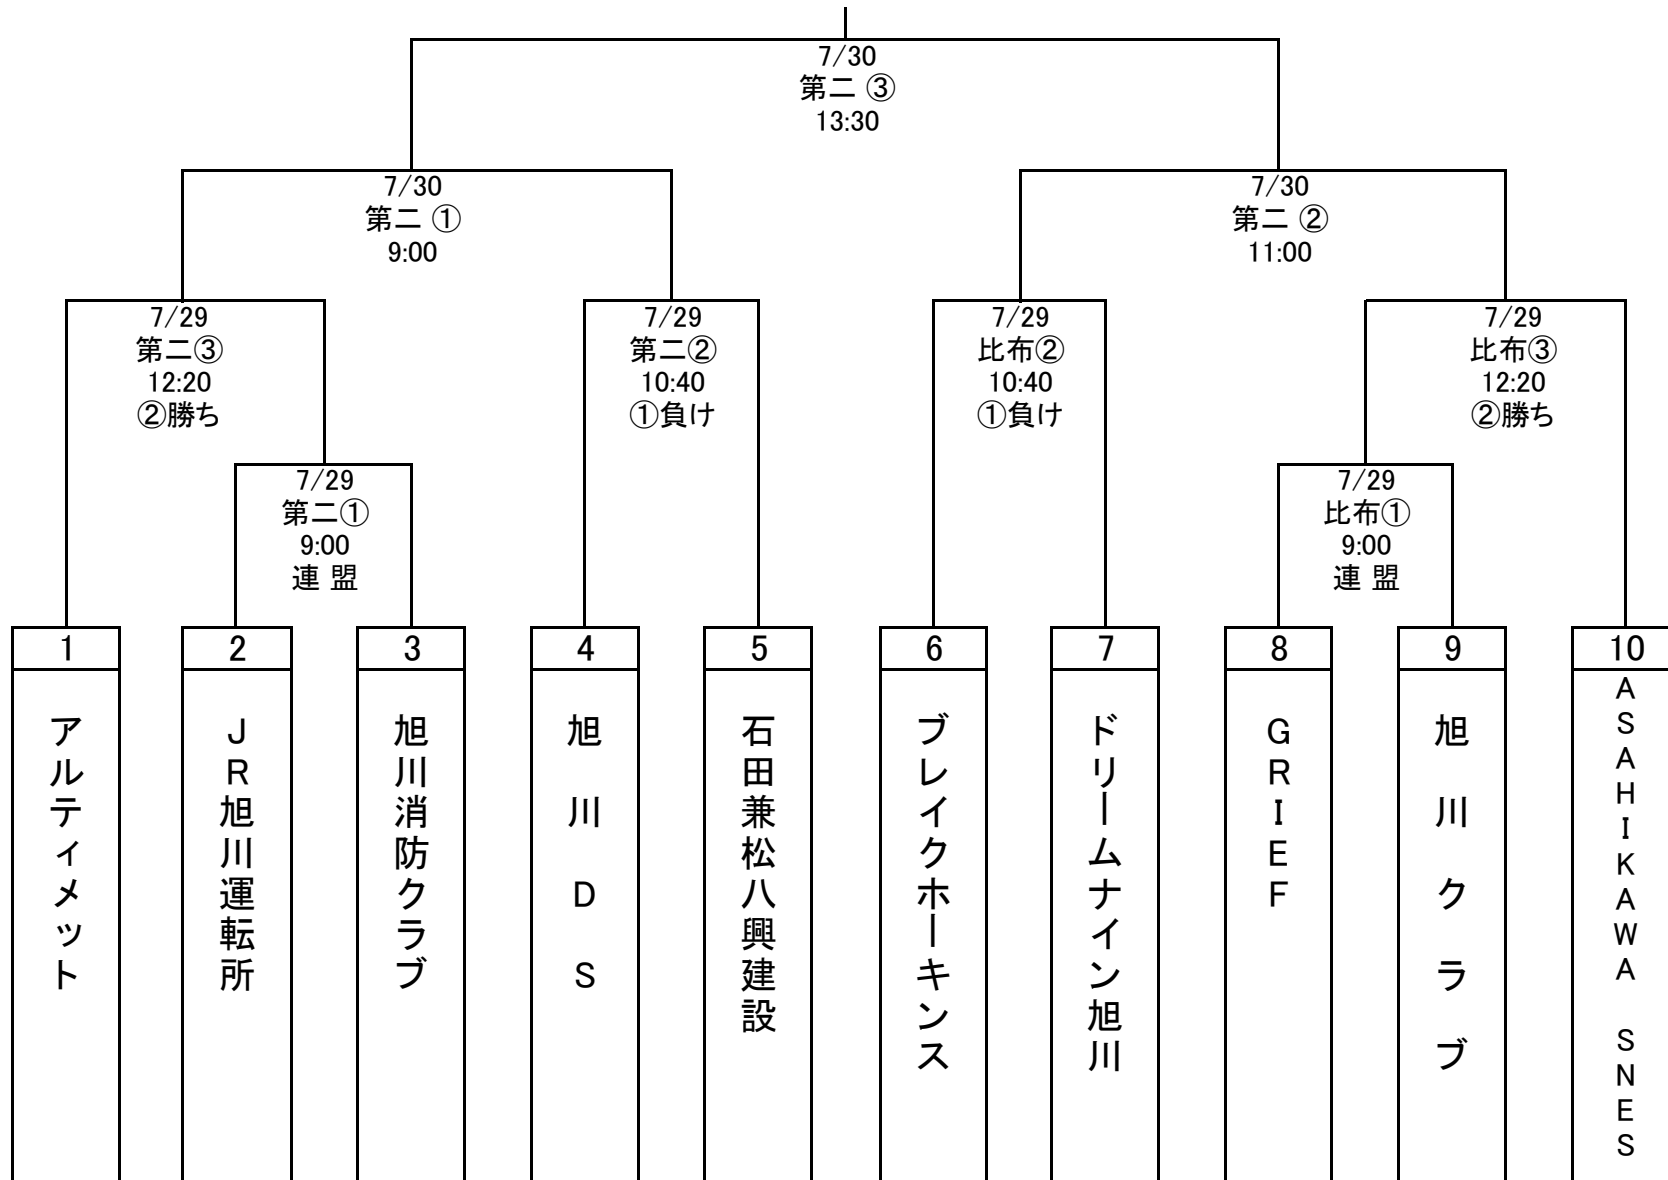 7/30
第二 ③
13:30
7/30
第二 ①
9:00
7/30
第二 ②
11:00
7/29
第二③
12:20
②勝ち
7/29
第二②
10:40
①負け
7/29
比布②
10:40
①負け
7/29
比布③
12:20
②勝ち
7/29
第二①
9:00
連 盟
7/29
比布①
9:00
連 盟
1
2
3
4
5
6
7
8
9
10
アルティメット
JR旭川運転所
旭川消防クラブ
旭川DS
石田兼松八興建設
ブレイクホーキンス
ドリームナイン旭川
GRIEF
旭川クラブ
ASAHIKAWA SNES